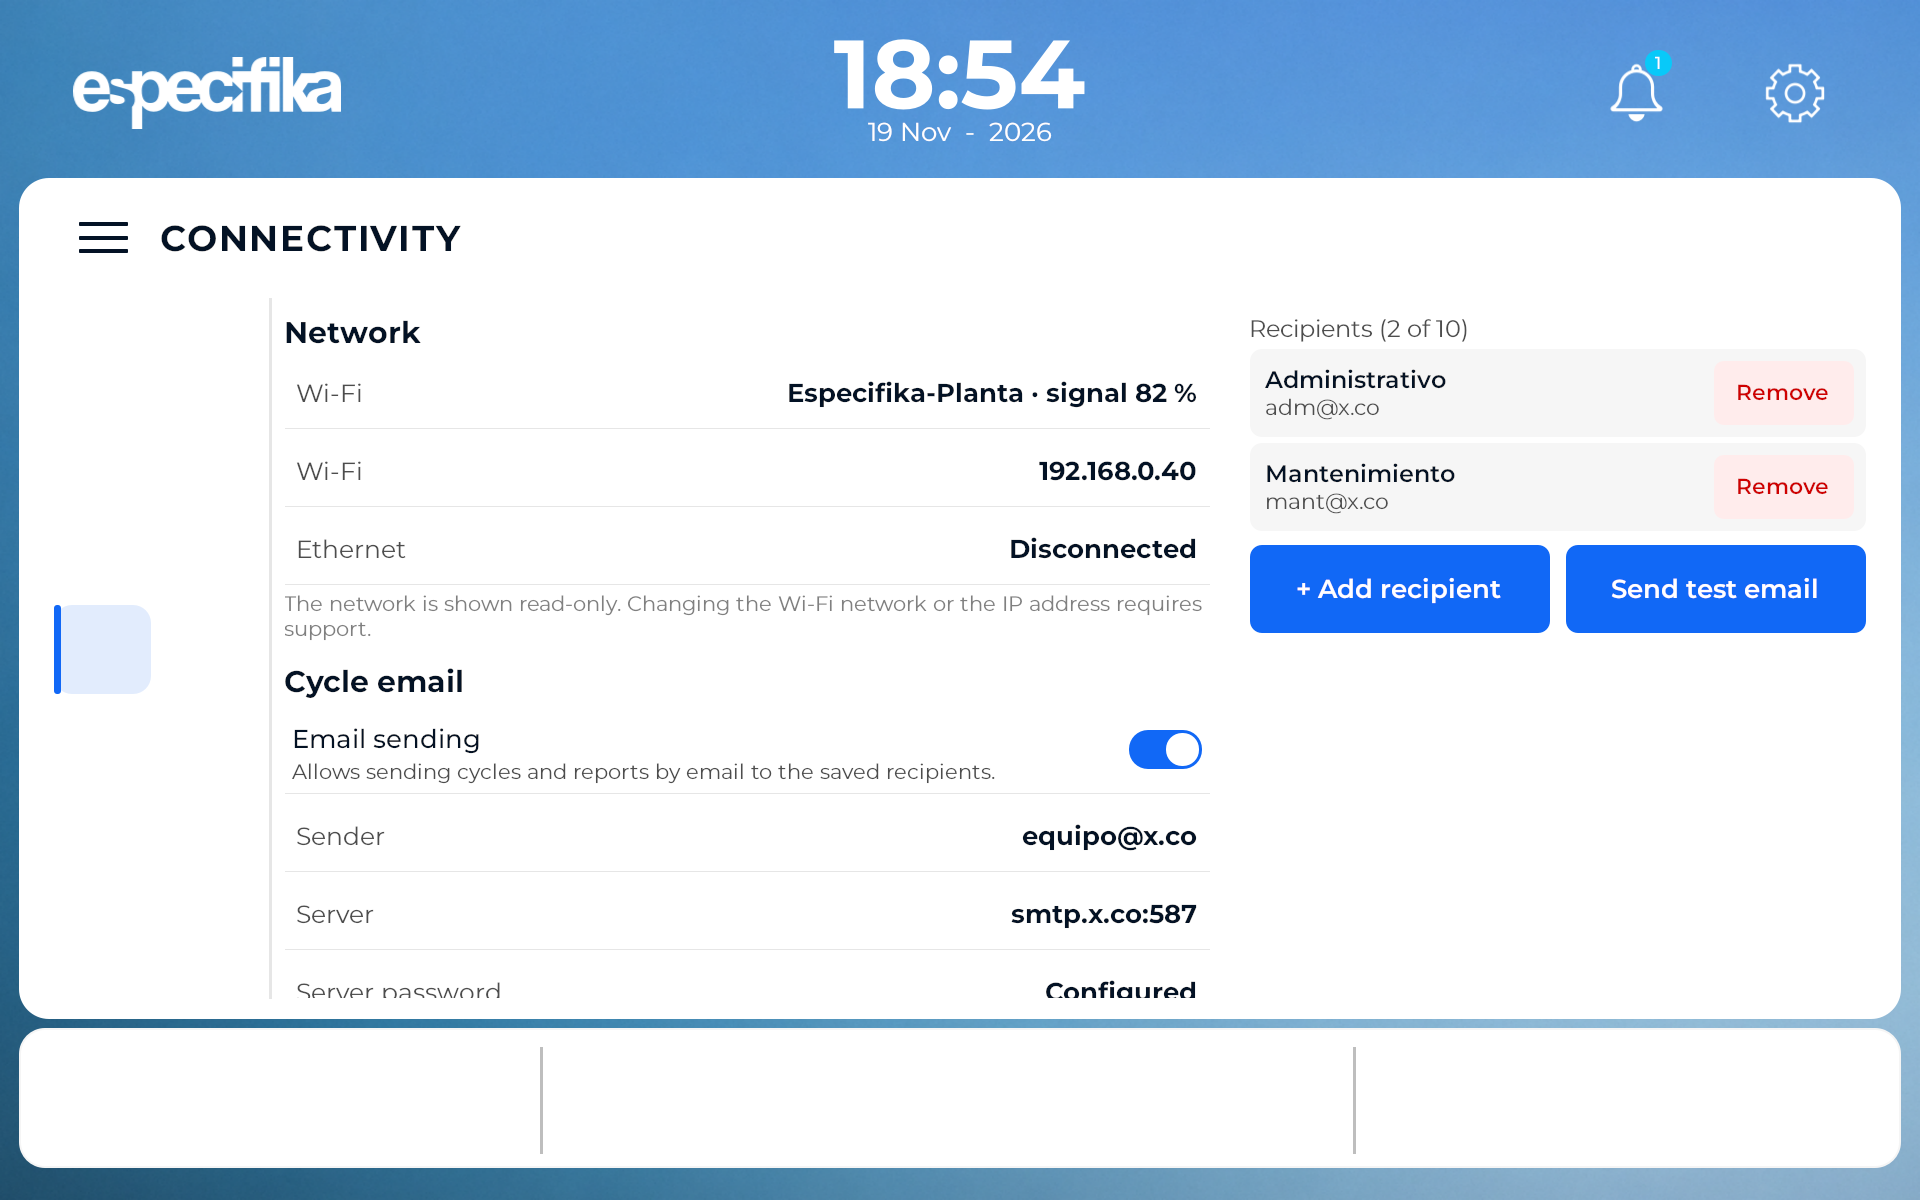 especifika
18:54
19 Nov - 2026
1
CONNECTIVITY
Network
Wi-Fi
Especifika-Planta · signal 82 %
Wi-Fi
192.168.0.40
Ethernet
Disconnected
The network is shown read-only. Changing the Wi-Fi network or the IP address requires
support.
Cycle email
Email sending
Allows sending cycles and reports by email to the saved recipients.
Sender
equipo@x.co
Server
smtp.x.co:587
Server password
Configured
Recipients (2 of 10)
Administrativo
adm@x.co
Remove
Mantenimiento
mant@x.co
Remove
+ Add recipient
Send test email